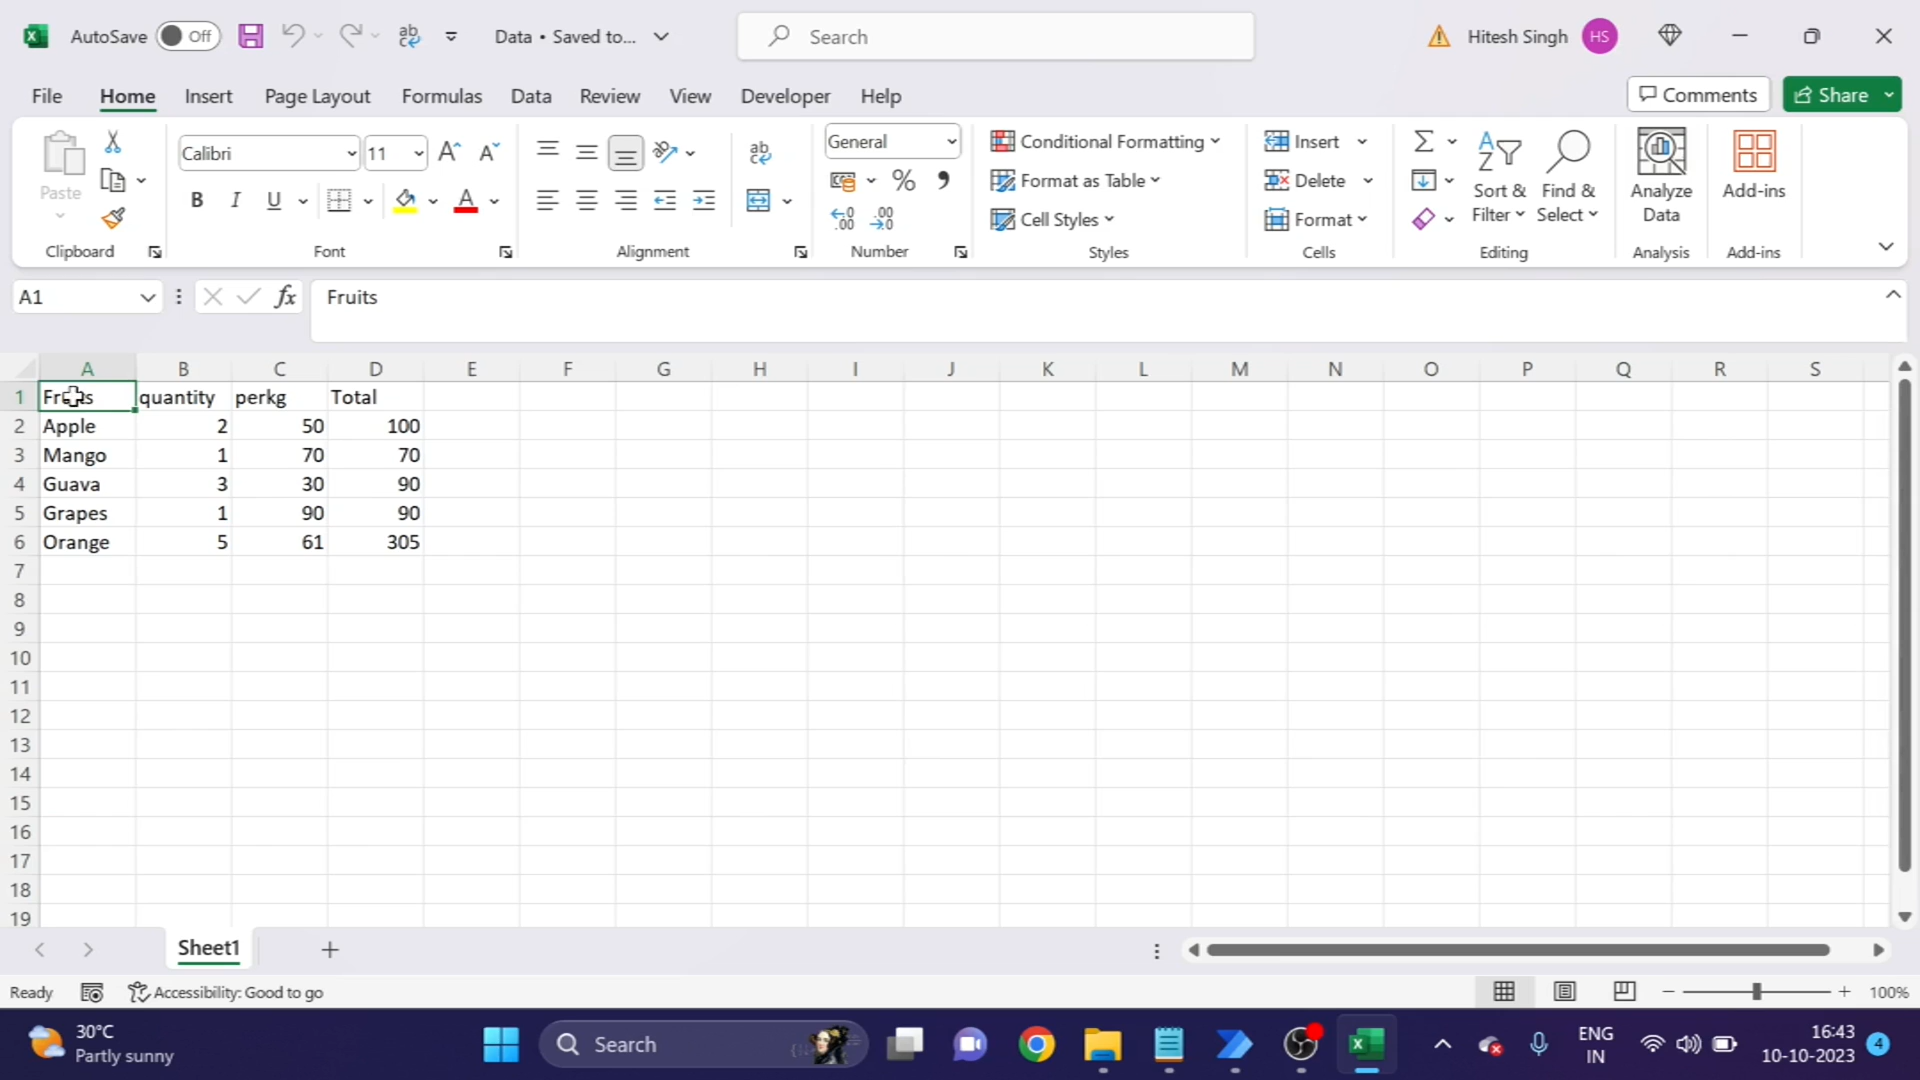 AutoSave Off Data • Saved to... Search Hitesh Singh HS
File Home Insert Page Layout Formulas Data Review View Developer Help Comments Share
Paste
Clipboard
Calibri 11
B I U
Font
Alignment
General
Number
Conditional Formatting
Format as Table
Cell Styles
Styles
Insert
Delete
Format
Cells
Sort & Filter
Find & Select
Editing
Analyze Data
Analysis
Add-ins
Add-ins
A1 fx Fruits
A B C D E F G H I J K L M N O P Q R S
1 Fruits quantity perkg Total
2 Apple 2 50 100
3 Mango 1 70 70
4 Guava 3 30 90
5 Grapes 1 90 90
6 Orange 5 61 305
7
8
9
10
11
12
13
14
15
16
17
18
19
Sheet1
Ready Accessibility: Good to go 100%
30°C
Partly sunny
Search
ENG
IN
16:43
10-10-2023
4